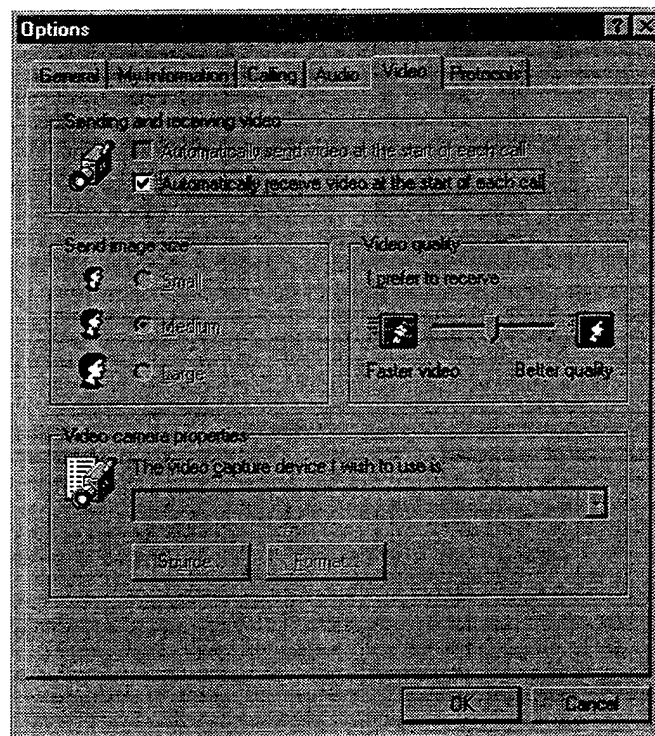 Options
General My Information Calling Audio Video Protocols
Sending and receiving video
Automatically send video at the start of each call
Automatically receive video at the start of each call
Send image size
Small
Medium
Large
Video quality
I prefer to receive
Faster video Better quality
Video camera properties
The video capture device I wish to use is
Source...
Format...
OK Cancel